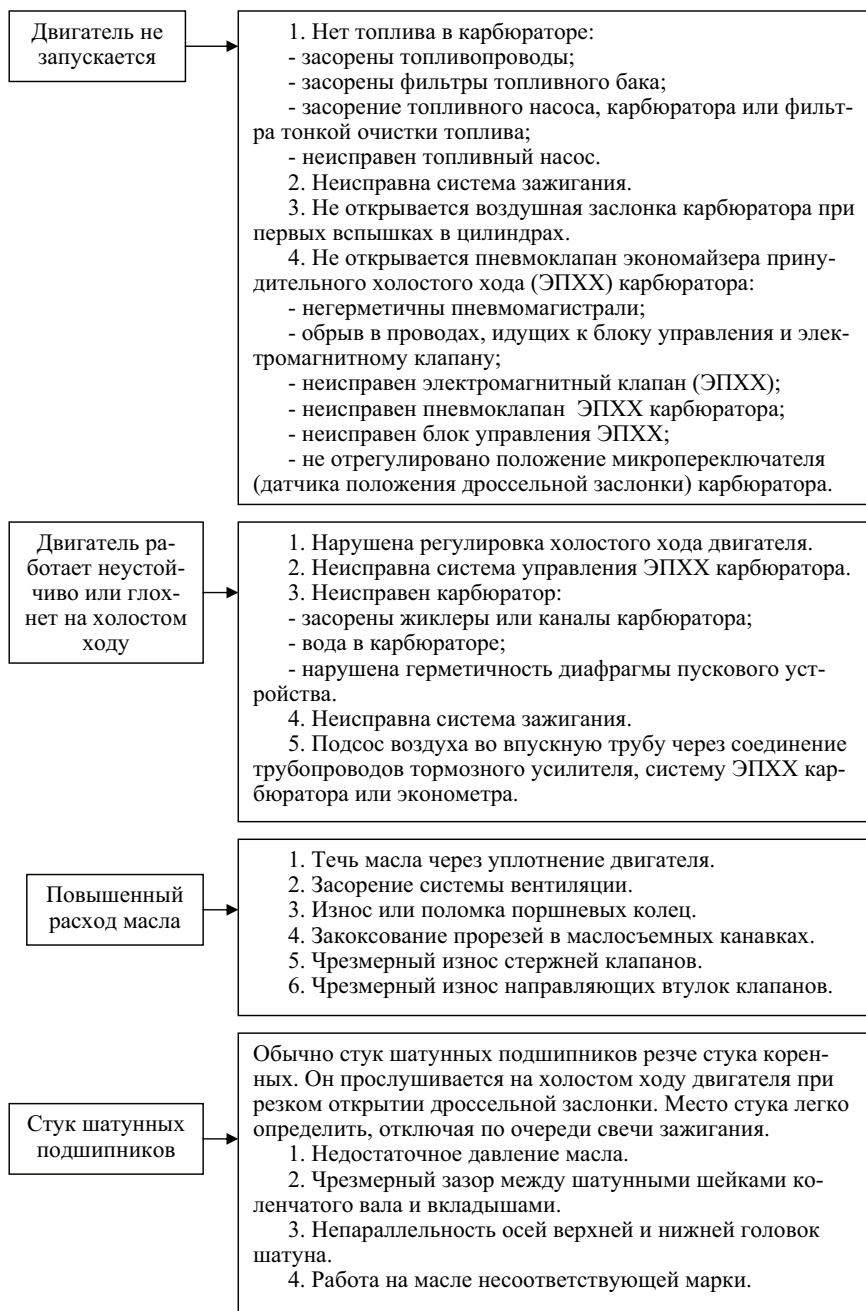 Двигатель не
запускается
1. Нет топлива в карбюраторе:
- засорены топливопроводы;
- засорены фильтры топливного бака;
- засорение топливного насоса, карбюратора или фильт-
ра тонкой очистки топлива;
- неисправен топливный насос.
2. Неисправна система зажигания.
3. Не открывается воздушная заслонка карбюратора при
первых вспышках в цилиндрах.
4. Не открывается пневмоклапан экономайзера прину-
дительного холостого хода (ЭПХХ) карбюратора:
- негерметичны пневмомагистрали;
- обрыв в проводах, идущих к блоку управления и элек-
тромагнитному клапану;
- неисправен электромагнитный клапан (ЭПХХ);
- неисправен пневмоклапан ЭПХХ карбюратора;
- неисправен блок управления ЭПХХ;
- не отрегулировано положение микропереключателя
(датчика положения дроссельной заслонки) карбюратора.
Двигатель ра-
ботает неустой-
чиво или глох-
нет на холостом
ходу
1. Нарушена регулировка холостого хода двигателя.
2. Неисправна система управления ЭПХХ карбюратора.
3. Неисправен карбюратор:
- засорены жиклеры или каналы карбюратора;
- вода в карбюраторе;
- нарушена герметичность диафрагмы пускового уст-
ройства.
4. Неисправна система зажигания.
5. Подсос воздуха во впускную трубу через соединение
трубопроводов тормозного усилителя, систему ЭПХХ кар-
бюратора или эконометра.
Повышенный
расход масла
1. Течь масла через уплотнение двигателя.
2. Засорение системы вентиляции.
3. Износ или поломка поршневых колец.
4. Закоксование прорезей в маслосъемных канавках.
5. Чрезмерный износ стержней клапанов.
6. Чрезмерный износ направляющих втулок клапанов.
Стук шатунных
подшипников
Обычно стук шатунных подшипников резче стука корен-
ных. Он прослушивается на холостом ходу двигателя при
резком открытии дроссельной заслонки. Место стука легко
определить, отключая по очереди свечи зажигания.
1. Недостаточное давление масла.
2. Чрезмерный зазор между шатунными шейками ко-
ленчатого вала и вкладышами.
3. Непараллельность осей верхней и нижней головок
шатуна.
4. Работа на масле несоответствующей марки.